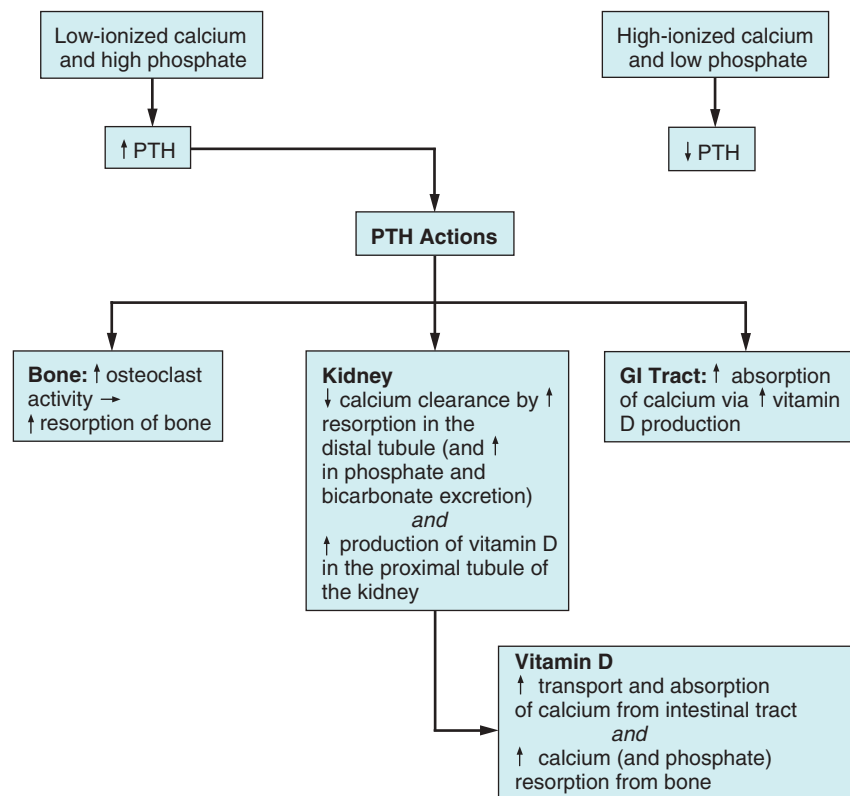 Low-ionized calcium
and high phosphate
High-ionized calcium
and low phosphate
↑ PTH
↓ PTH
PTH Actions
Bone: ↑ osteoclast
activity →
↑ resorption of bone
Kidney
↓ calcium clearance by ↑
resorption in the
distal tubule (and ↑
in phosphate and
bicarbonate excretion)
and
↑ production of vitamin D
in the proximal tubule of
the kidney
GI Tract: ↑ absorption
of calcium via ↑ vitamin
D production
Vitamin D
↑ transport and absorption
of calcium from intestinal tract
and
↑ calcium (and phosphate)
resorption from bone